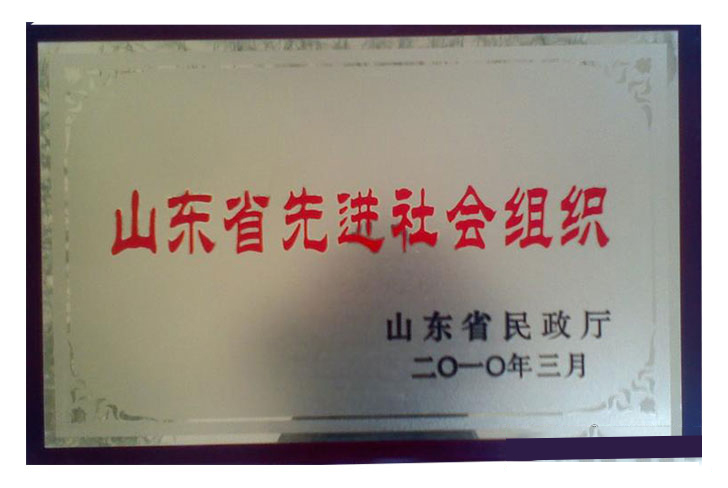 山东省先进社会组织
山东省民政厅
二〇一〇年三月